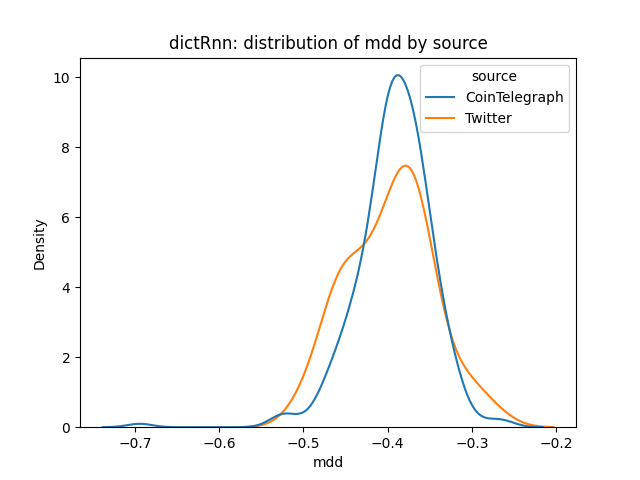 dictRnn: distribution of mdd by source
source
CoinTelegraph
Twitter
Density
10
8
6
4
2
0
−0.7 −0.6 −0.5 −0.4 −0.3 −0.2
mdd